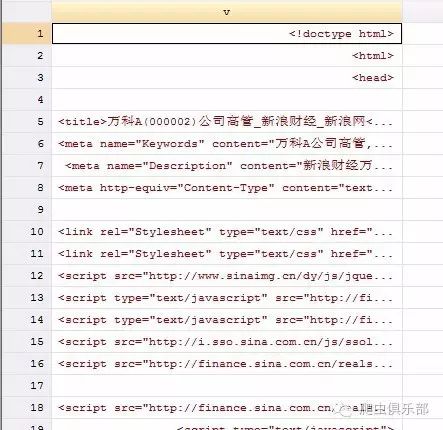 v
1 <!doctype html>
2 <html>
3 <head>
4
5 <title>万科A(000002)公司高管_新浪财经_新浪网<...
6 <meta name="Keywords" content="万科A公司高管,...
7 <meta name="Description" content="新浪财经万...
8 <meta http-equiv="Content-Type" content="text...
9
10 <link rel="Stylesheet" type="text/css" href="...
11 <link rel="Stylesheet" type="text/css" href="...
12 <script src="http://www.sinaimg.cn/dy/js/jque...
13 <script type="text/javascript" src="http://fi...
14 <script type="text/javascript" src="http://fi...
15 <script src="http://i.sso.sina.com.cn/js/ssol...
16 <script src="http://finance.sina.com.cn/reals...
17
18 <script src="http://finance.sina.com.cn/reals...
19 <script type="text/javascript">
爬虫俱乐部